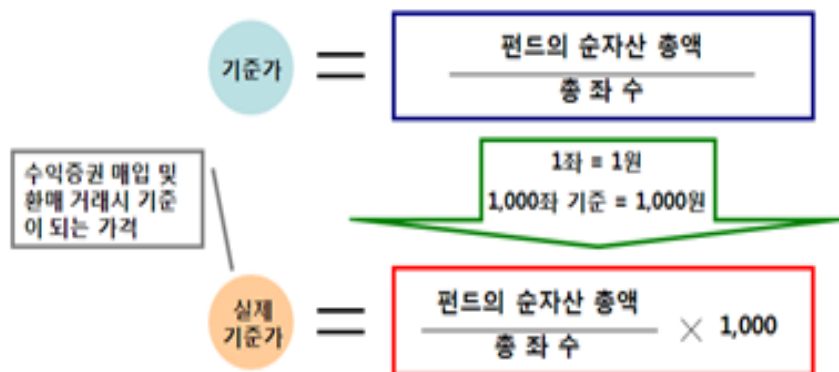 기준가
=
펀드의 순자산 총액
총 좌 수
1좌 = 1원
1,000좌 기준 = 1,000원
수익증권 매입 및
환매 거래시 기준
이 되는 가격
실제
기준가
=
펀드의 순자산 총액
총 좌 수
× 1,000